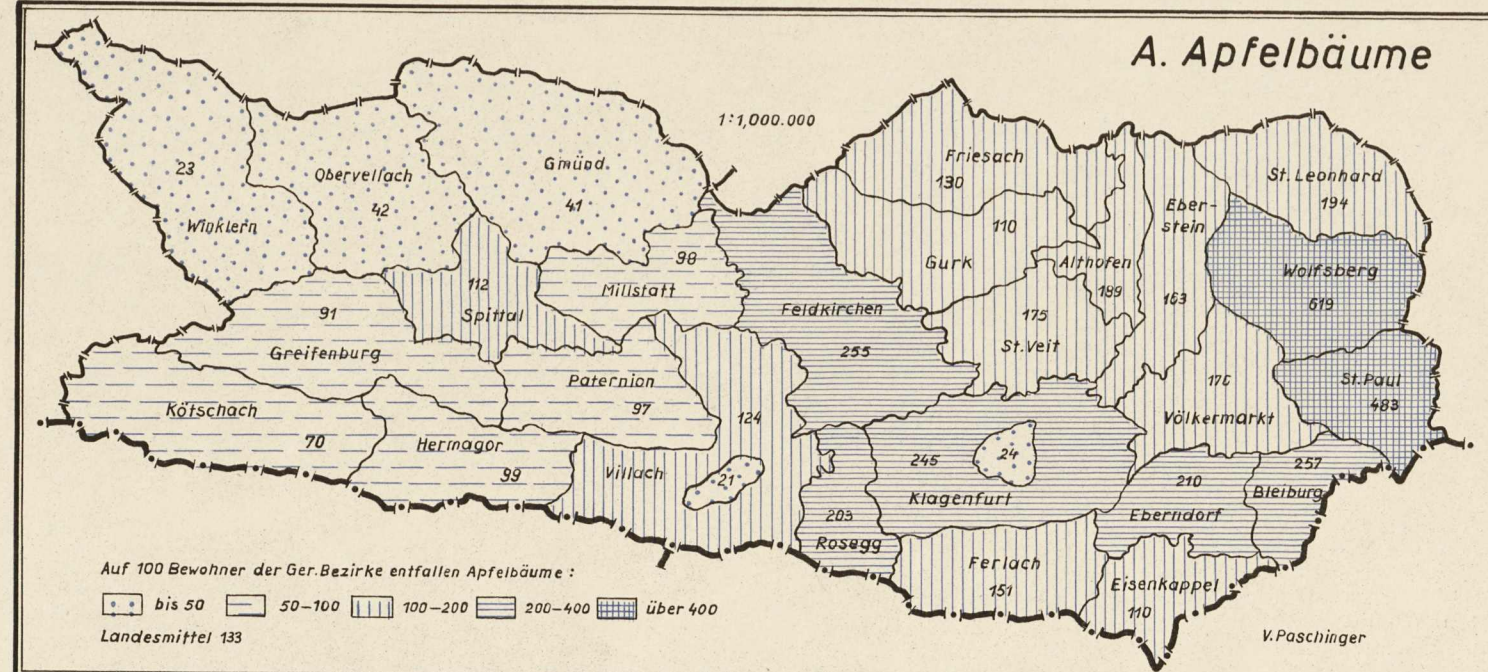 A. Apfelbäume
1:1,000.000
23
Winklern
Obervellach
42
Gmünd
41
Friesach
130
110
Gurk
Althofen
199
Eber-
stein
163
St. Leonhard
194
Wolfsberg
619
St. Paul
483
98
Millstatt
112
Spittal
Feldkirchen
255
175
St. Veit
176
Völkermarkt
91
Greifenburg
Paternion
97
Kötschach
70
Hermagor
99
124
Villach
21
245
24
Klagenfurt
203
Rosegg
210
Eberndorf
257
Bleiburg
Ferlach
151
Eisenkappel
110
Auf 100 Bewohner der Ger. Bezirke entfallen Apfelbäume :
bis 50 50–100 100–200 200–400 über 400
Landesmittel 133
V. Paschinger